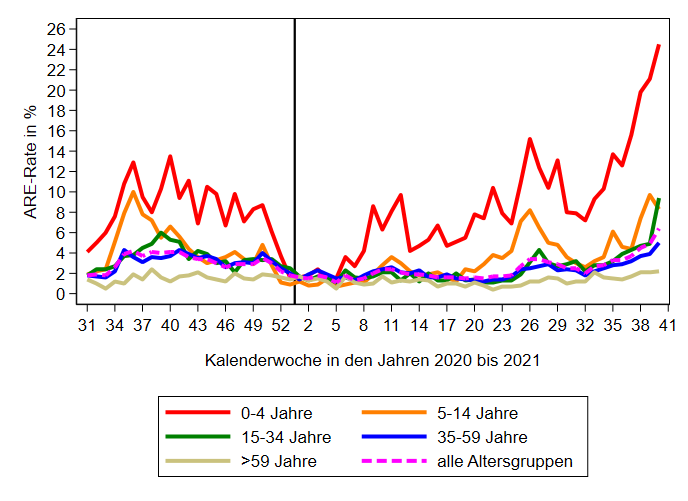 26
24
22
20
18
16
14
12
10
8
6
4
2
0
ARE-Rate in %
31 34 37 40 43 46 49 52 2 5 8 11 14 17 20 23 26 29 32 35 38 41
Kalenderwoche in den Jahren 2020 bis 2021
0-4 Jahre 5-14 Jahre
15-34 Jahre 35-59 Jahre
>59 Jahre alle Altersgruppen